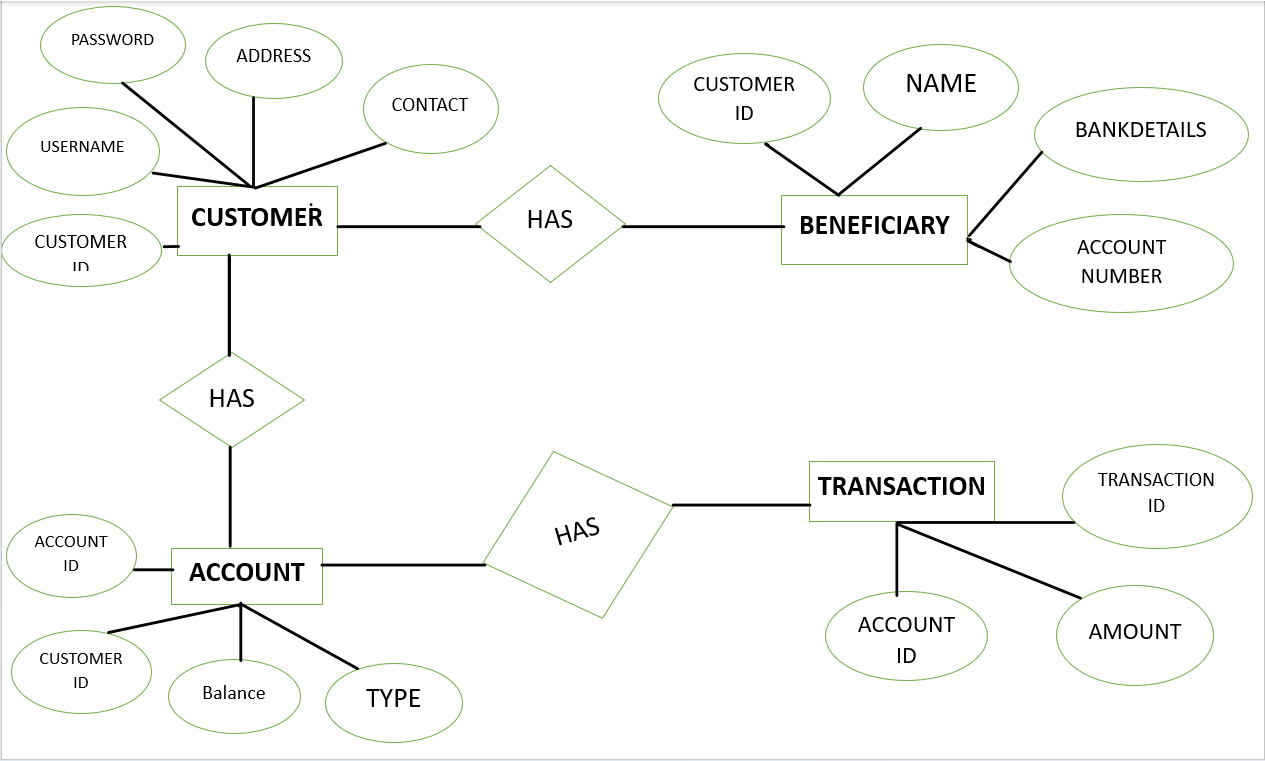 PASSWORD
ADDRESS
CONTACT
USERNAME
CUSTOMER
ID
CUSTOMER
HAS
CUSTOMER
ID
NAME
BANKDETAILS
BENEFICIARY
ACCOUNT
NUMBER
HAS
ACCOUNT
ID
ACCOUNT
CUSTOMER
ID
Balance
TYPE
HAS
TRANSACTION
TRANSACTION
ID
ACCOUNT
ID
AMOUNT